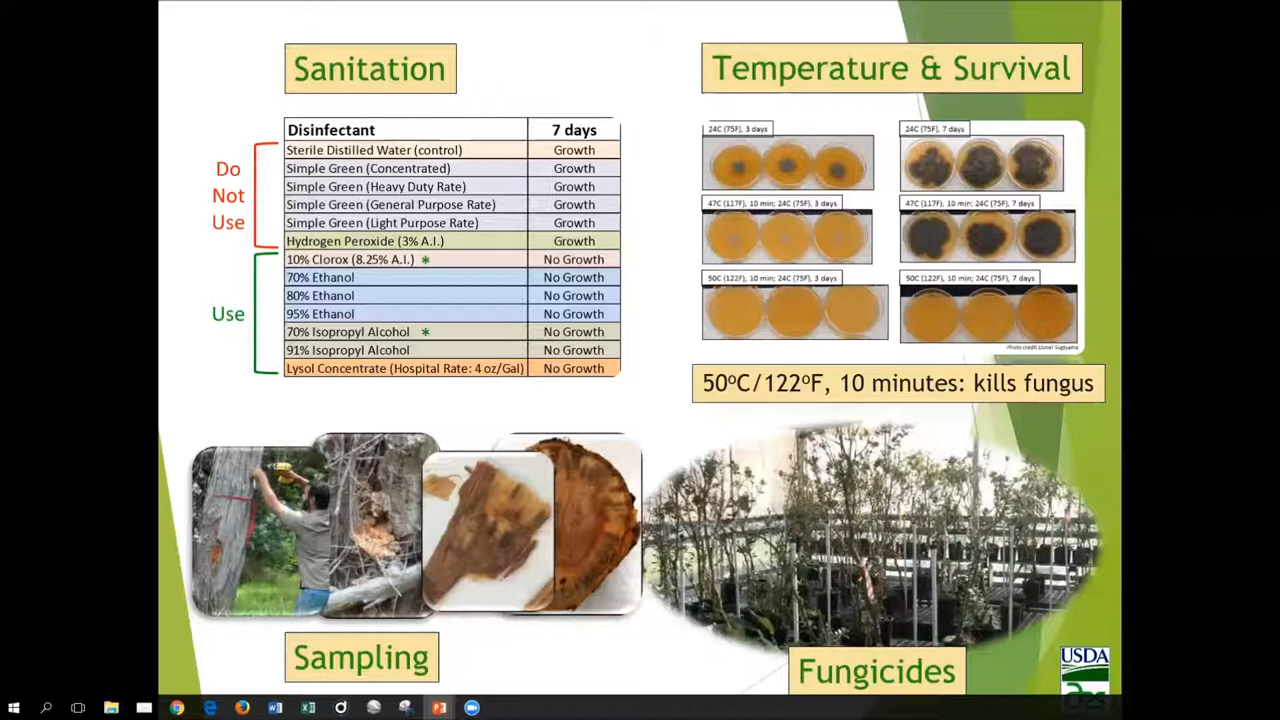 Sanitation
Disinfectant 7 days
Sterile Distilled Water (control) Growth
Simple Green (Concentrated) Growth
Simple Green (Heavy Duty Rate) Growth
Simple Green (General Purpose Rate) Growth
Simple Green (Light Purpose Rate) Growth
Hydrogen Peroxide (3% A.I.) Growth
10% Clorox (8.25% A.I.) * No Growth
70% Ethanol No Growth
80% Ethanol No Growth
95% Ethanol No Growth
70% Isopropyl Alcohol * No Growth
91% Isopropyl Alcohol No Growth
Lysol Concentrate (Hospital Rate: 4 oz/Gal) No Growth
Do
Not
Use
Use
Temperature & Survival
24C (75F), 3 days
24C (75F), 7 days
47C (117F), 10 min; 24C (75F), 3 days
47C (117F), 10 min; 24C (75F), 7 days
50C (122F), 10 min; 24C (75F), 3 days
50C (122F), 10 min; 24C (75F), 7 days
Photo credit Lionel Sugiyama
50ºC/122ºF, 10 minutes: kills fungus
Sampling
Fungicides
USDA